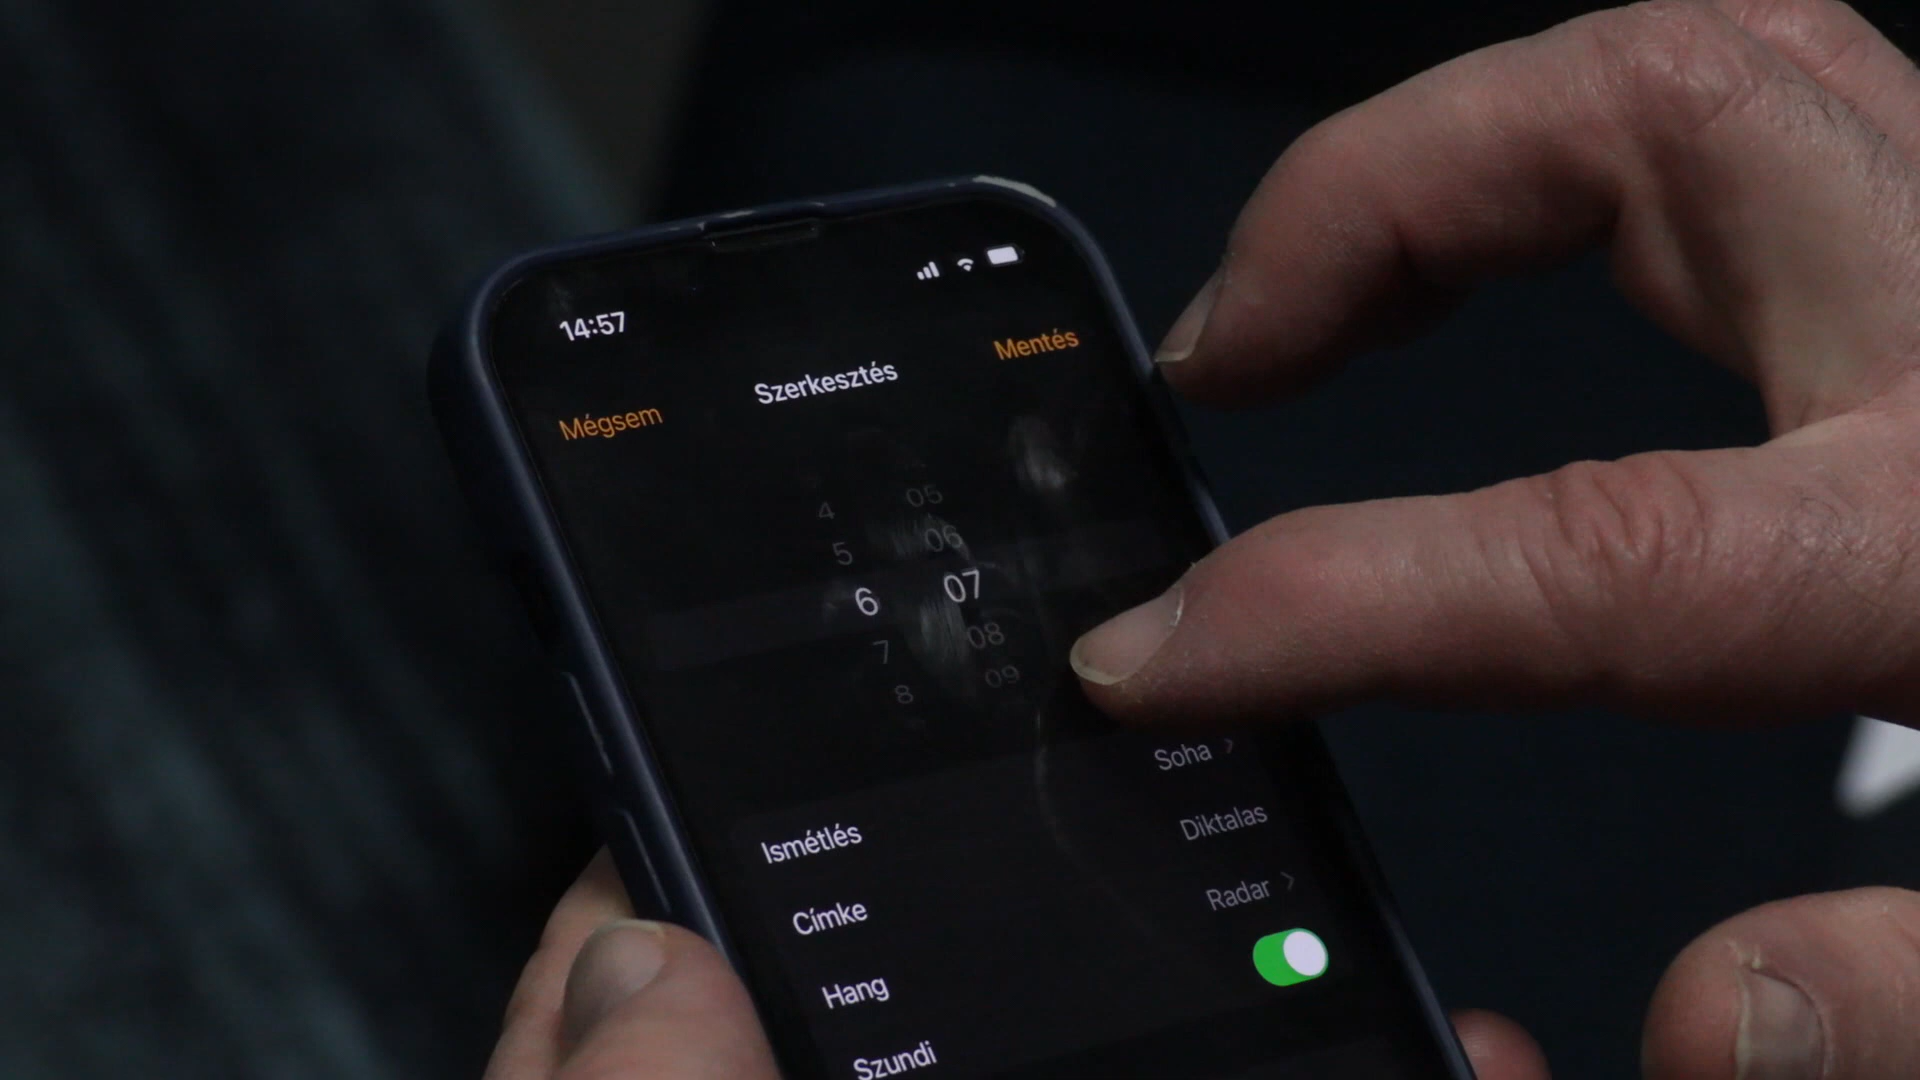 14:57
Mégsem
Szerkesztés
Mentés
4 05
5 06
6 07
7 08
8 09
Ismétlés Soha
Címke Diktalas
Hang Radar
Szundi